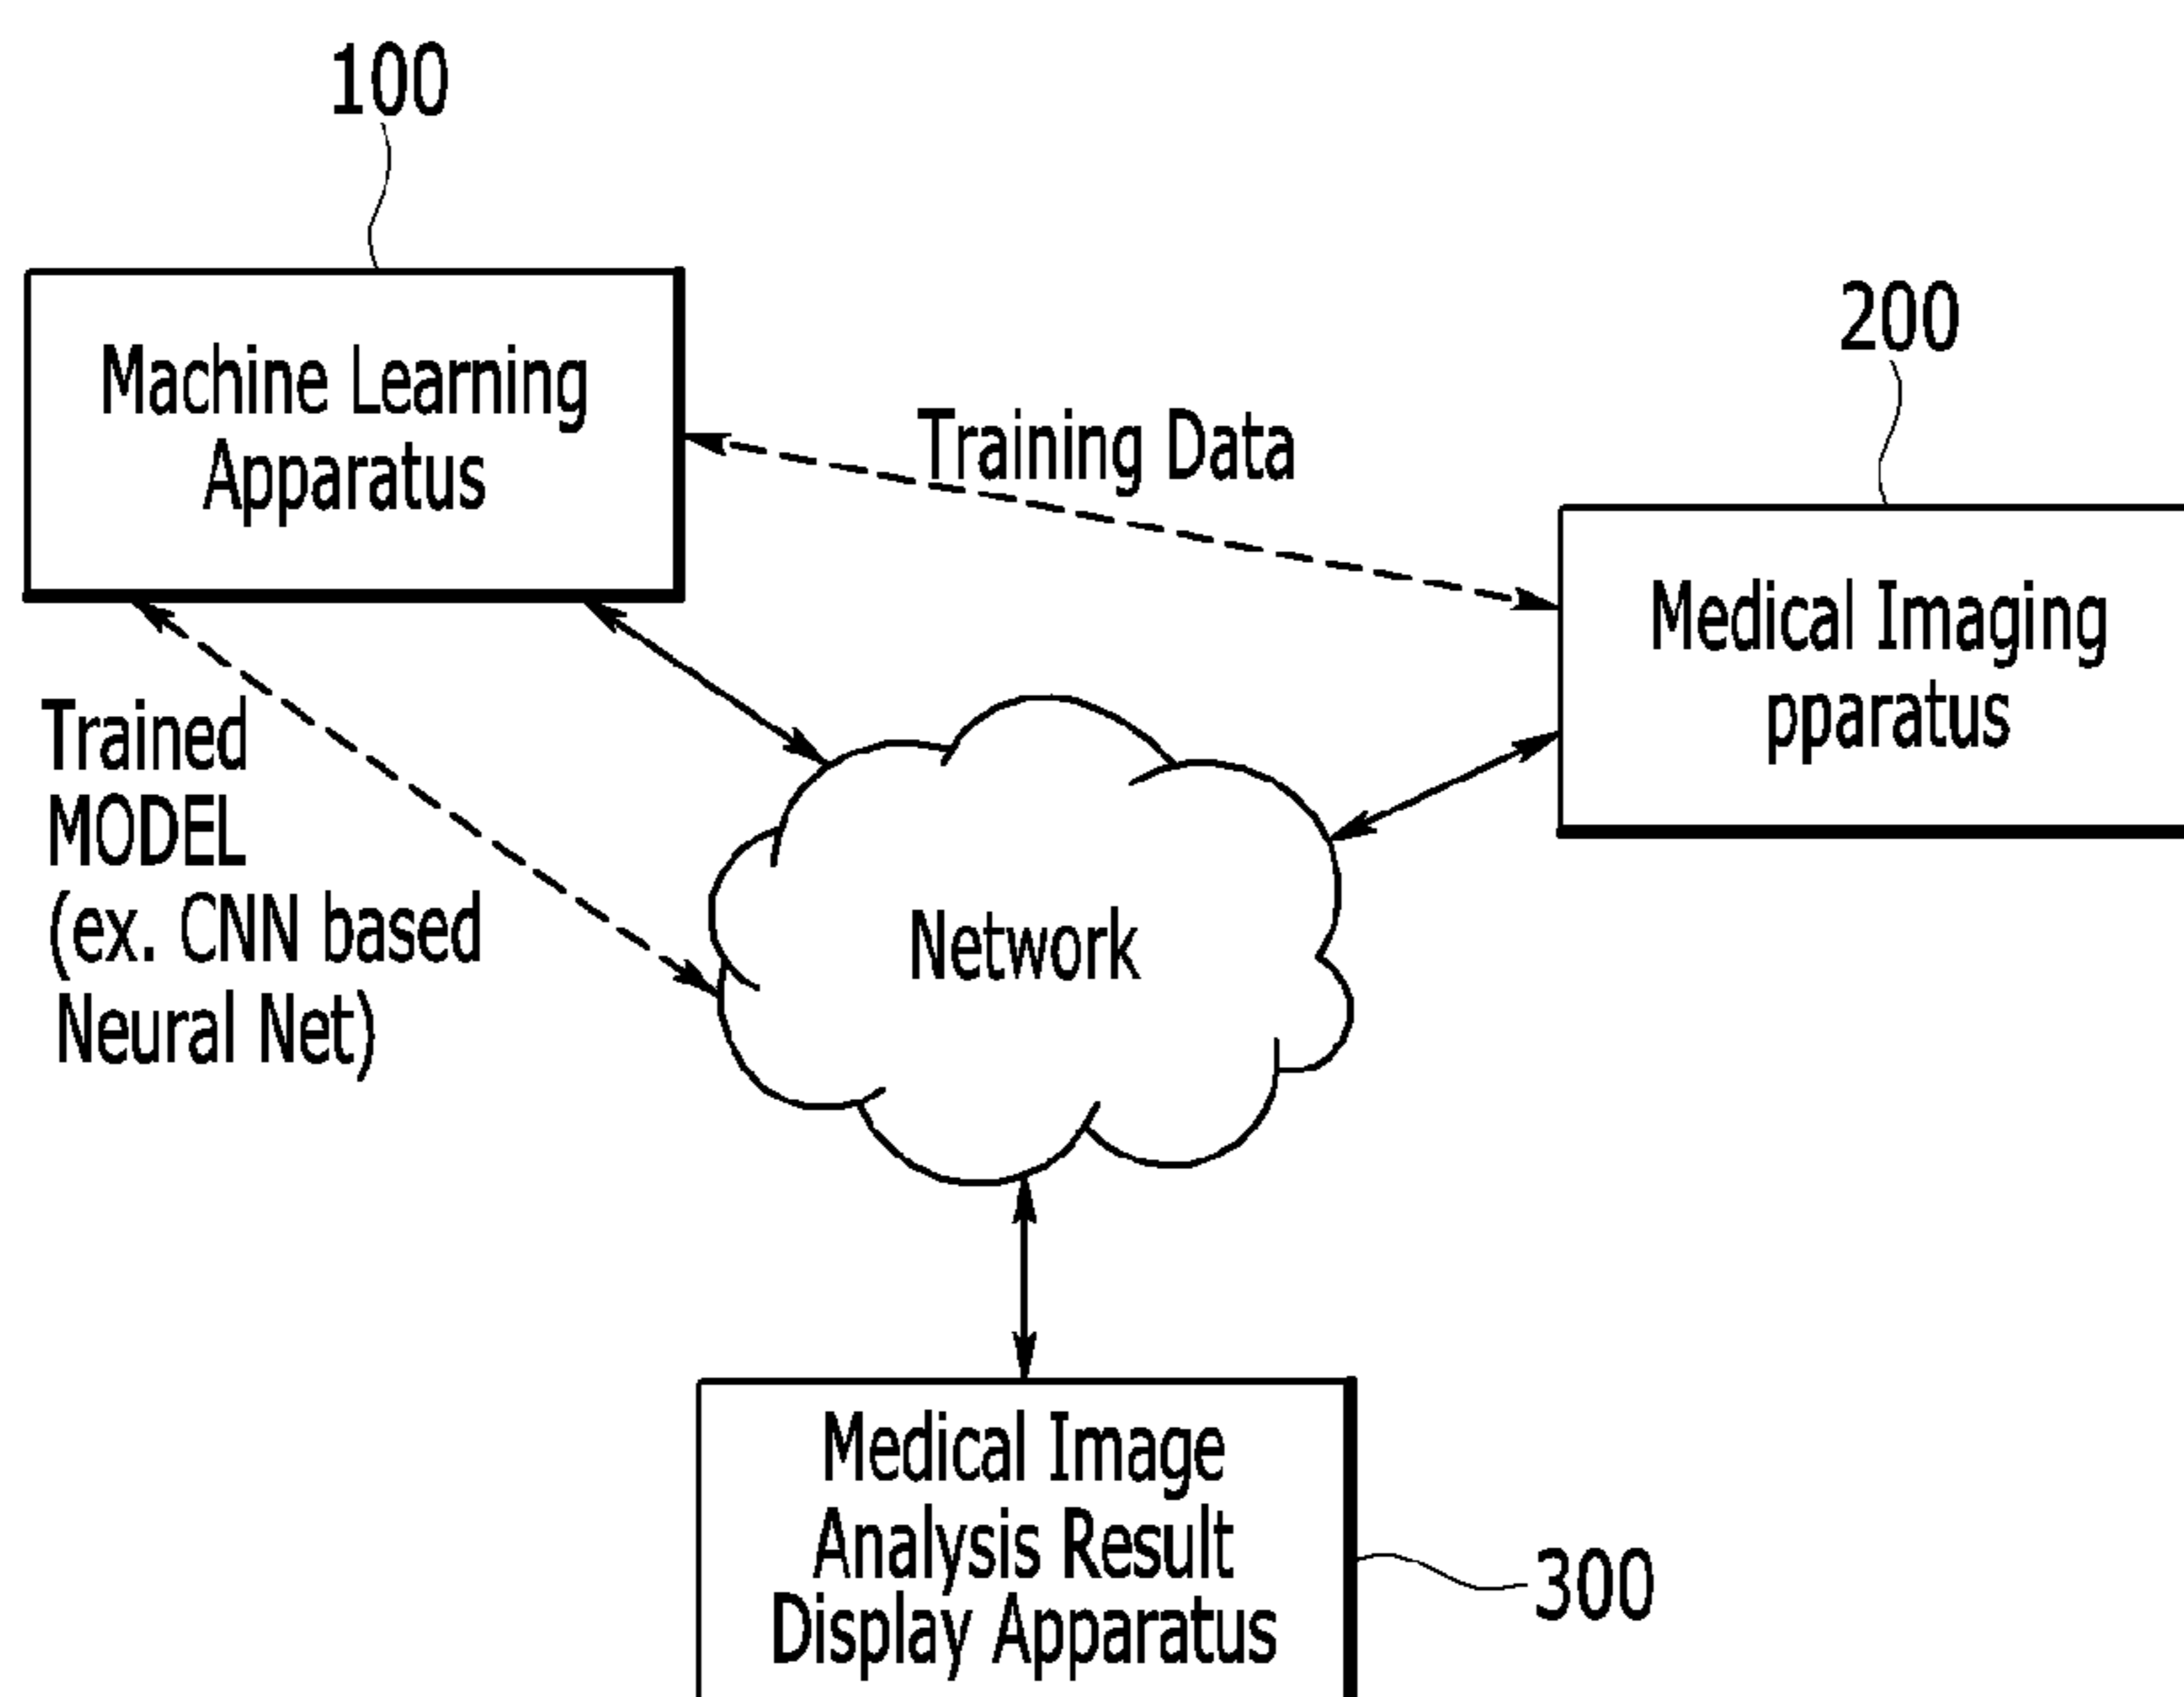 100
Machine Learning
Apparatus
200
Training Data
Medical Imaging
pparatus
Trained
MODEL
(ex. CNN based
Neural Net)
Network
Medical Image
Analysis Result
Display Apparatus
300